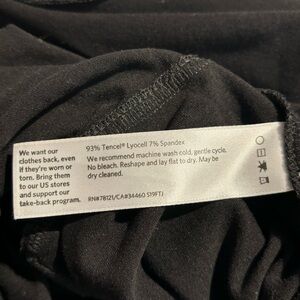 We want our
clothes back, even
if they're worn or
torn. Bring them
to our US stores
and support our
take-back program.
93% Tencel® Lyocell 7% Spandex
We recommend machine wash cold, gentle cycle.
No bleach. Reshape and lay flat to dry. May be
dry cleaned.
RN#78121/CA#34460 S19FTJ